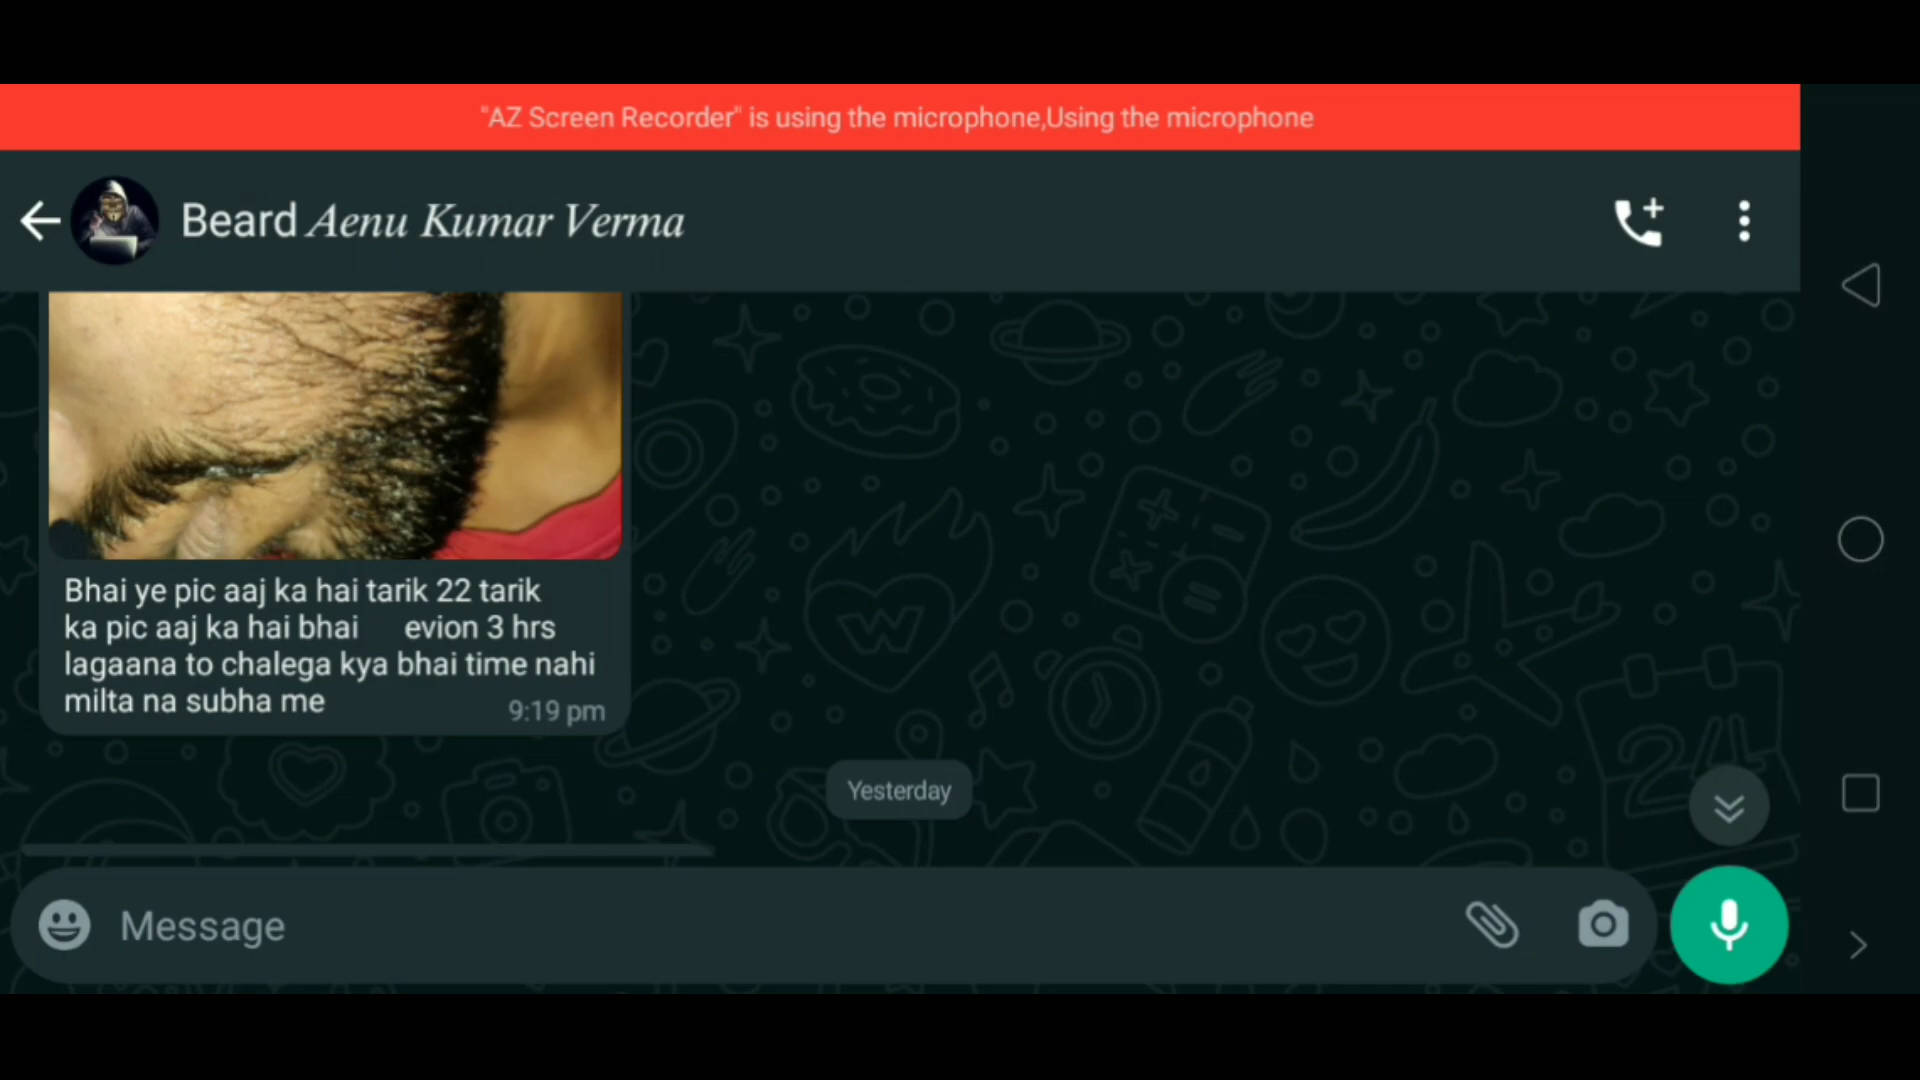 "AZ Screen Recorder" is using the microphone,Using the microphone
Beard Aenu Kumar Verma
Bhai ye pic aaj ka hai tarik 22 tarik
ka pic aaj ka hai bhai evion 3 hrs
lagaana to chalega kya bhai time nahi
milta na subha me
9:19 pm
Yesterday
Message